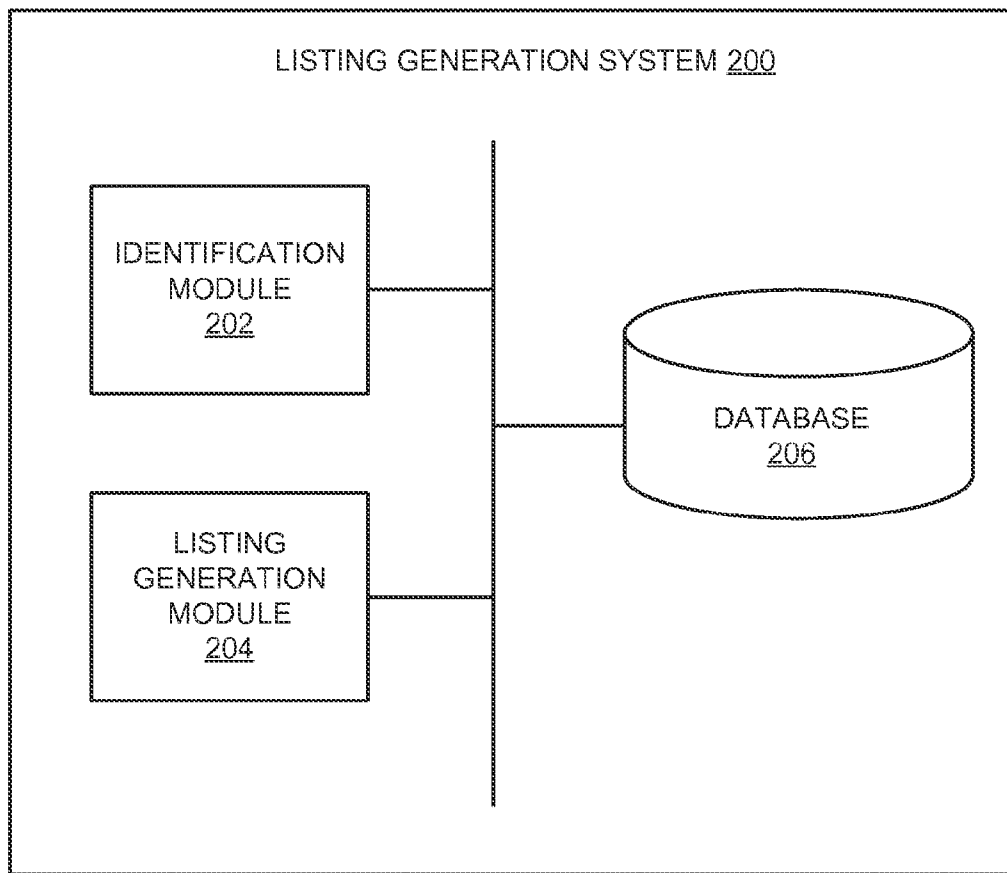 LISTING GENERATION SYSTEM 200
IDENTIFICATION
MODULE
202
DATABASE
206
LISTING
GENERATION
MODULE
204